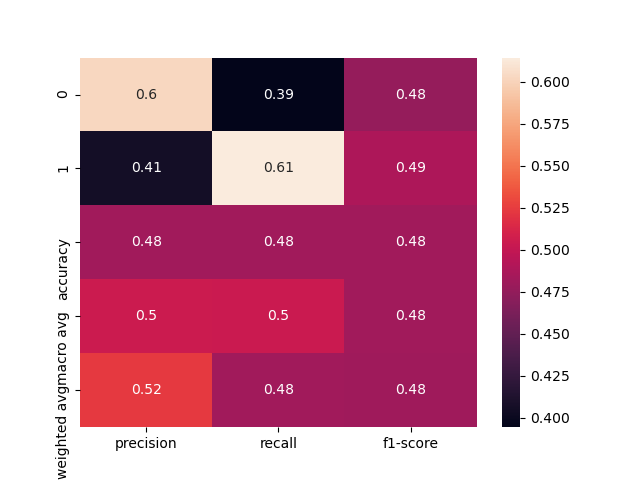 0
0.6 0.39 0.48
1
0.41 0.61 0.49
accuracy
0.48 0.48 0.48
macro avg
0.5 0.5 0.48
weighted avg
0.52 0.48 0.48
precision recall f1-score
0.600
0.575
0.550
0.525
0.500
0.475
0.450
0.425
0.400